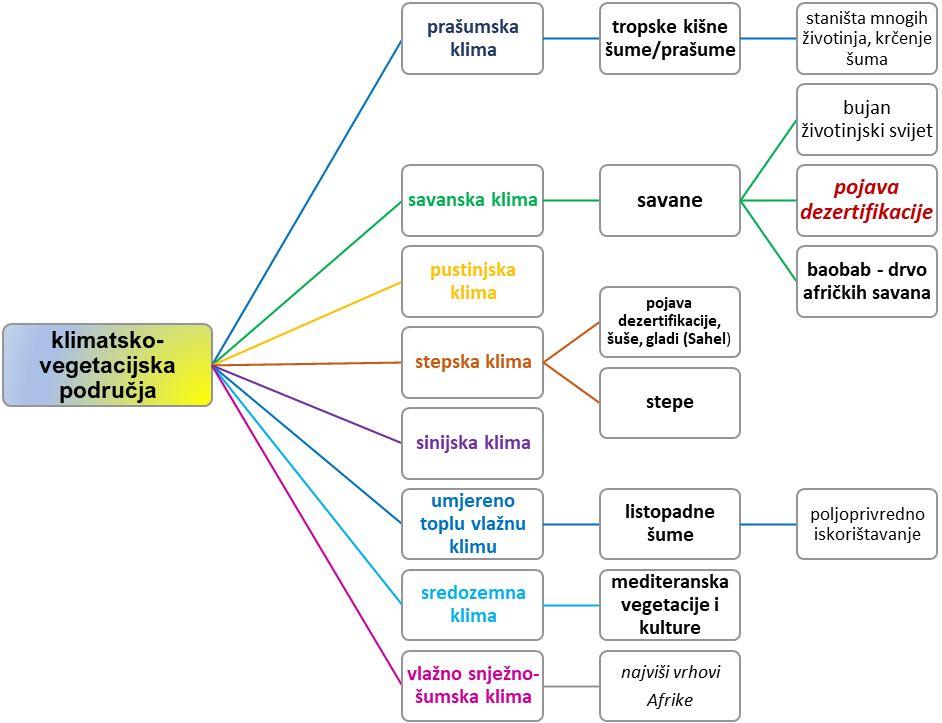 klimatsko-
vegetacijska
područja
prašumska
klima
tropske kišne
šume/prašume
staništa mnogih
životinja, krčenje
šuma
savanska klima
savane
bujan
životinjski svijet
pojava
dezertifikacije
baobab - drvo
afričkih savana
pustinjska
klima
stepska klima
pojava
dezertifikacije,
šuše, gladi (Sahel)
stepe
sinijska klima
umjereno
toplu vlažnu
klimu
listopadne
šume
poljoprivredno
iskorištavanje
sredozemna
klima
mediteranska
vegetacije i
kulture
vlažno snježno-
šumska klima
najviši vrhovi
Afrike